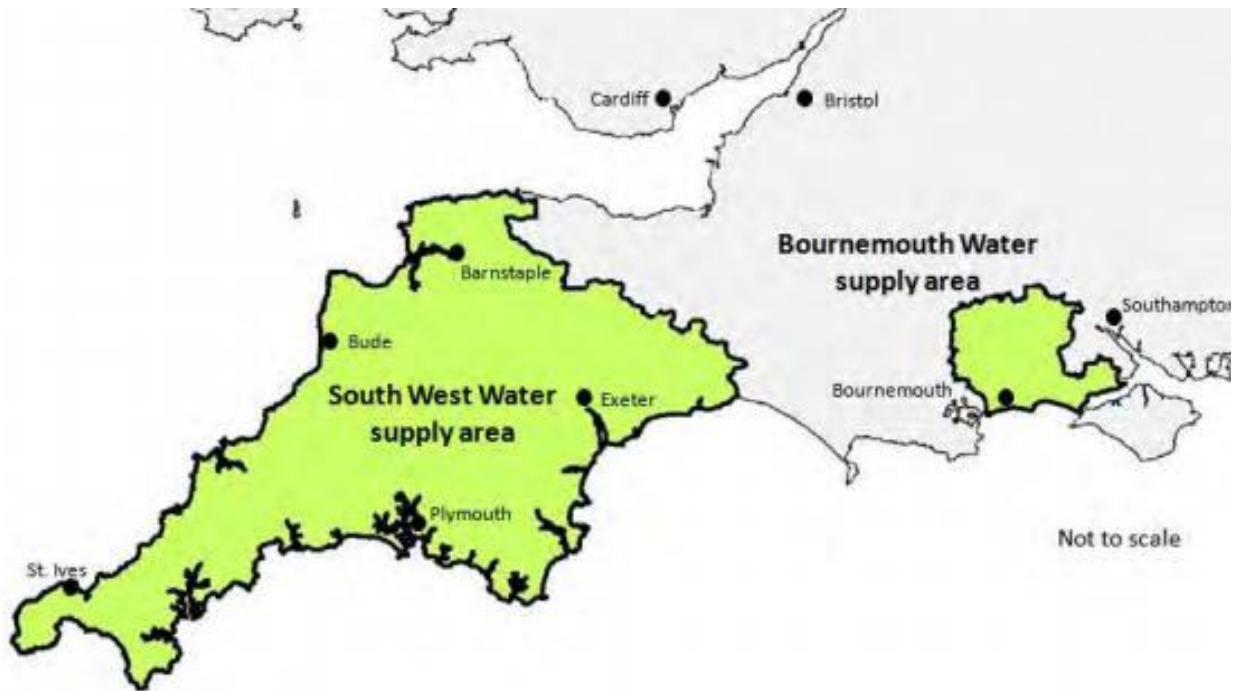 Cardiff
Bristol
Bournemouth Water
supply area
Barnstaple
Southampton
Bude
South West Water
supply area
Exeter
Bournemouth
Plymouth
Not to scale
St. Ives